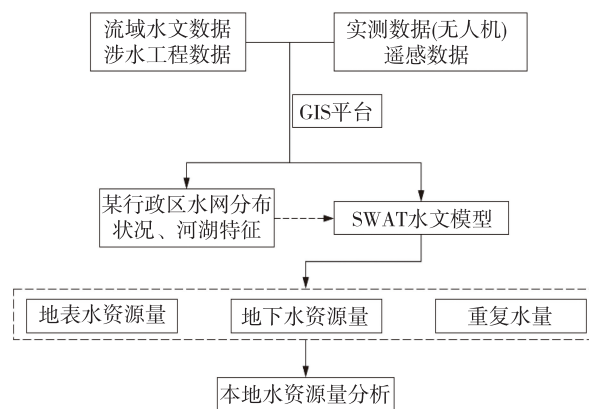 流域水文数据
涉水工程数据
实测数据(无人机)
遥感数据
GIS平台
某行政区水网分布
状况、河湖特征
SWAT水文模型
地表水资源量
地下水资源量
重复水量
本地水资源量分析